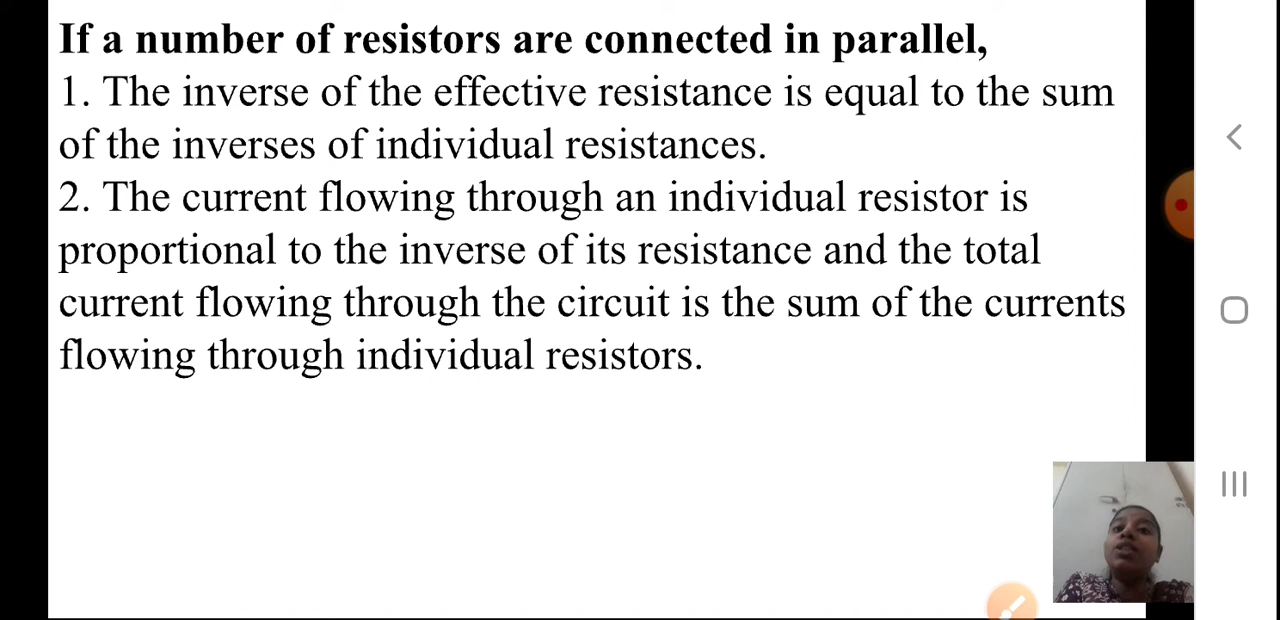 If a number of resistors are connected in parallel,
1. The inverse of the effective resistance is equal to the sum
of the inverses of individual resistances.
2. The current flowing through an individual resistor is
proportional to the inverse of its resistance and the total
current flowing through the circuit is the sum of the currents
flowing through individual resistors.